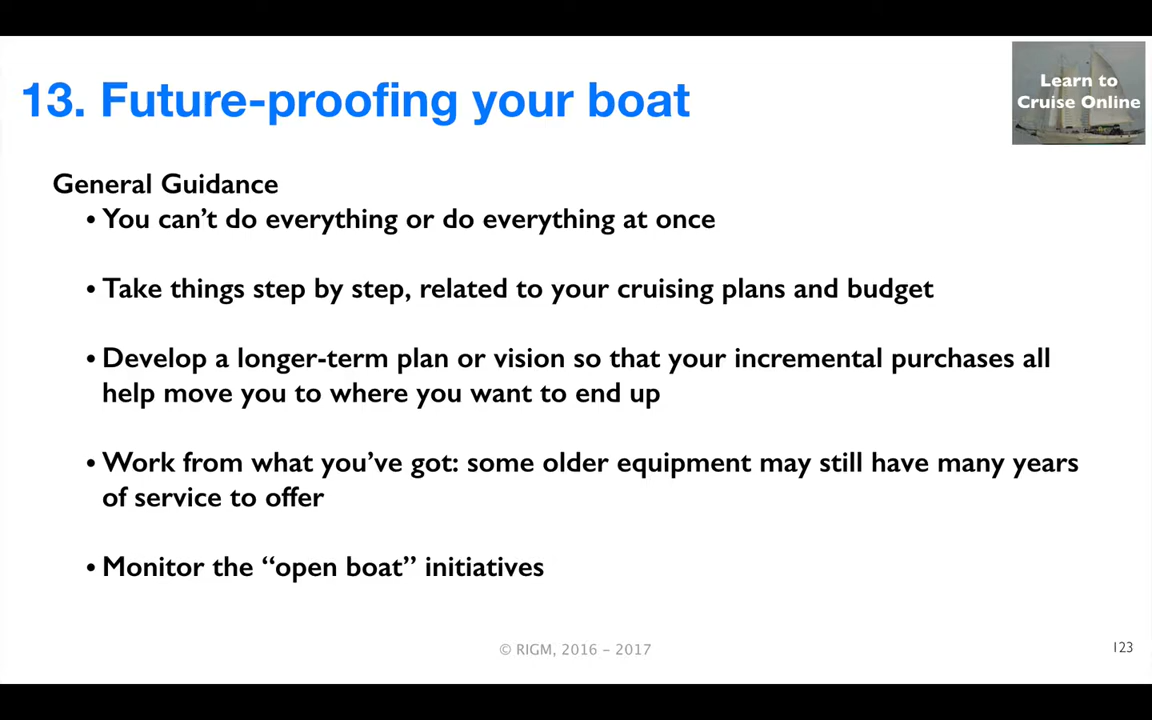 13. Future-proofing your boat
Learn to
Cruise Online
General Guidance
• You can’t do everything or do everything at once
• Take things step by step, related to your cruising plans and budget
• Develop a longer-term plan or vision so that your incremental purchases all
help move you to where you want to end up
• Work from what you’ve got: some older equipment may still have many years
of service to offer
• Monitor the “open boat” initiatives
© RIGM, 2016 – 2017
123